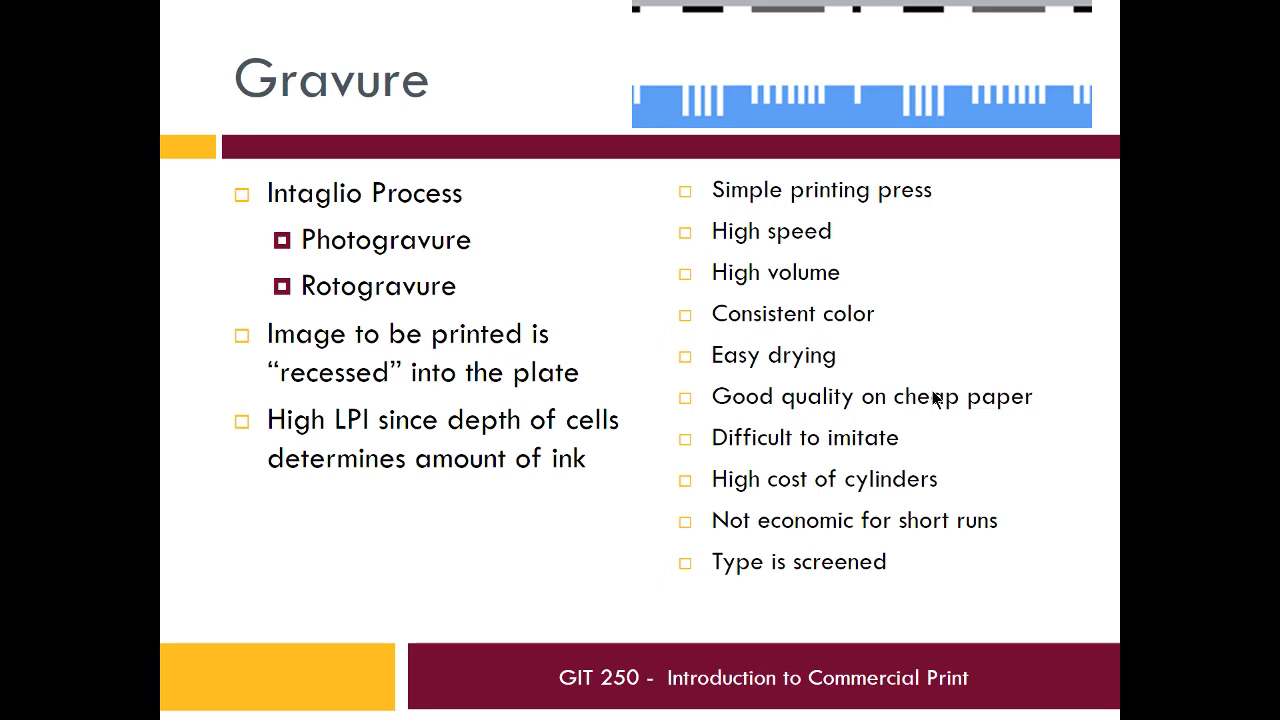 Gravure
Intaglio Process
Photogravure
Rotogravure
Image to be printed is
“recessed” into the plate
High LPI since depth of cells
determines amount of ink
Simple printing press
High speed
High volume
Consistent color
Easy drying
Good quality on cheap paper
Difficult to imitate
High cost of cylinders
Not economic for short runs
Type is screened
GIT 250 - Introduction to Commercial Print